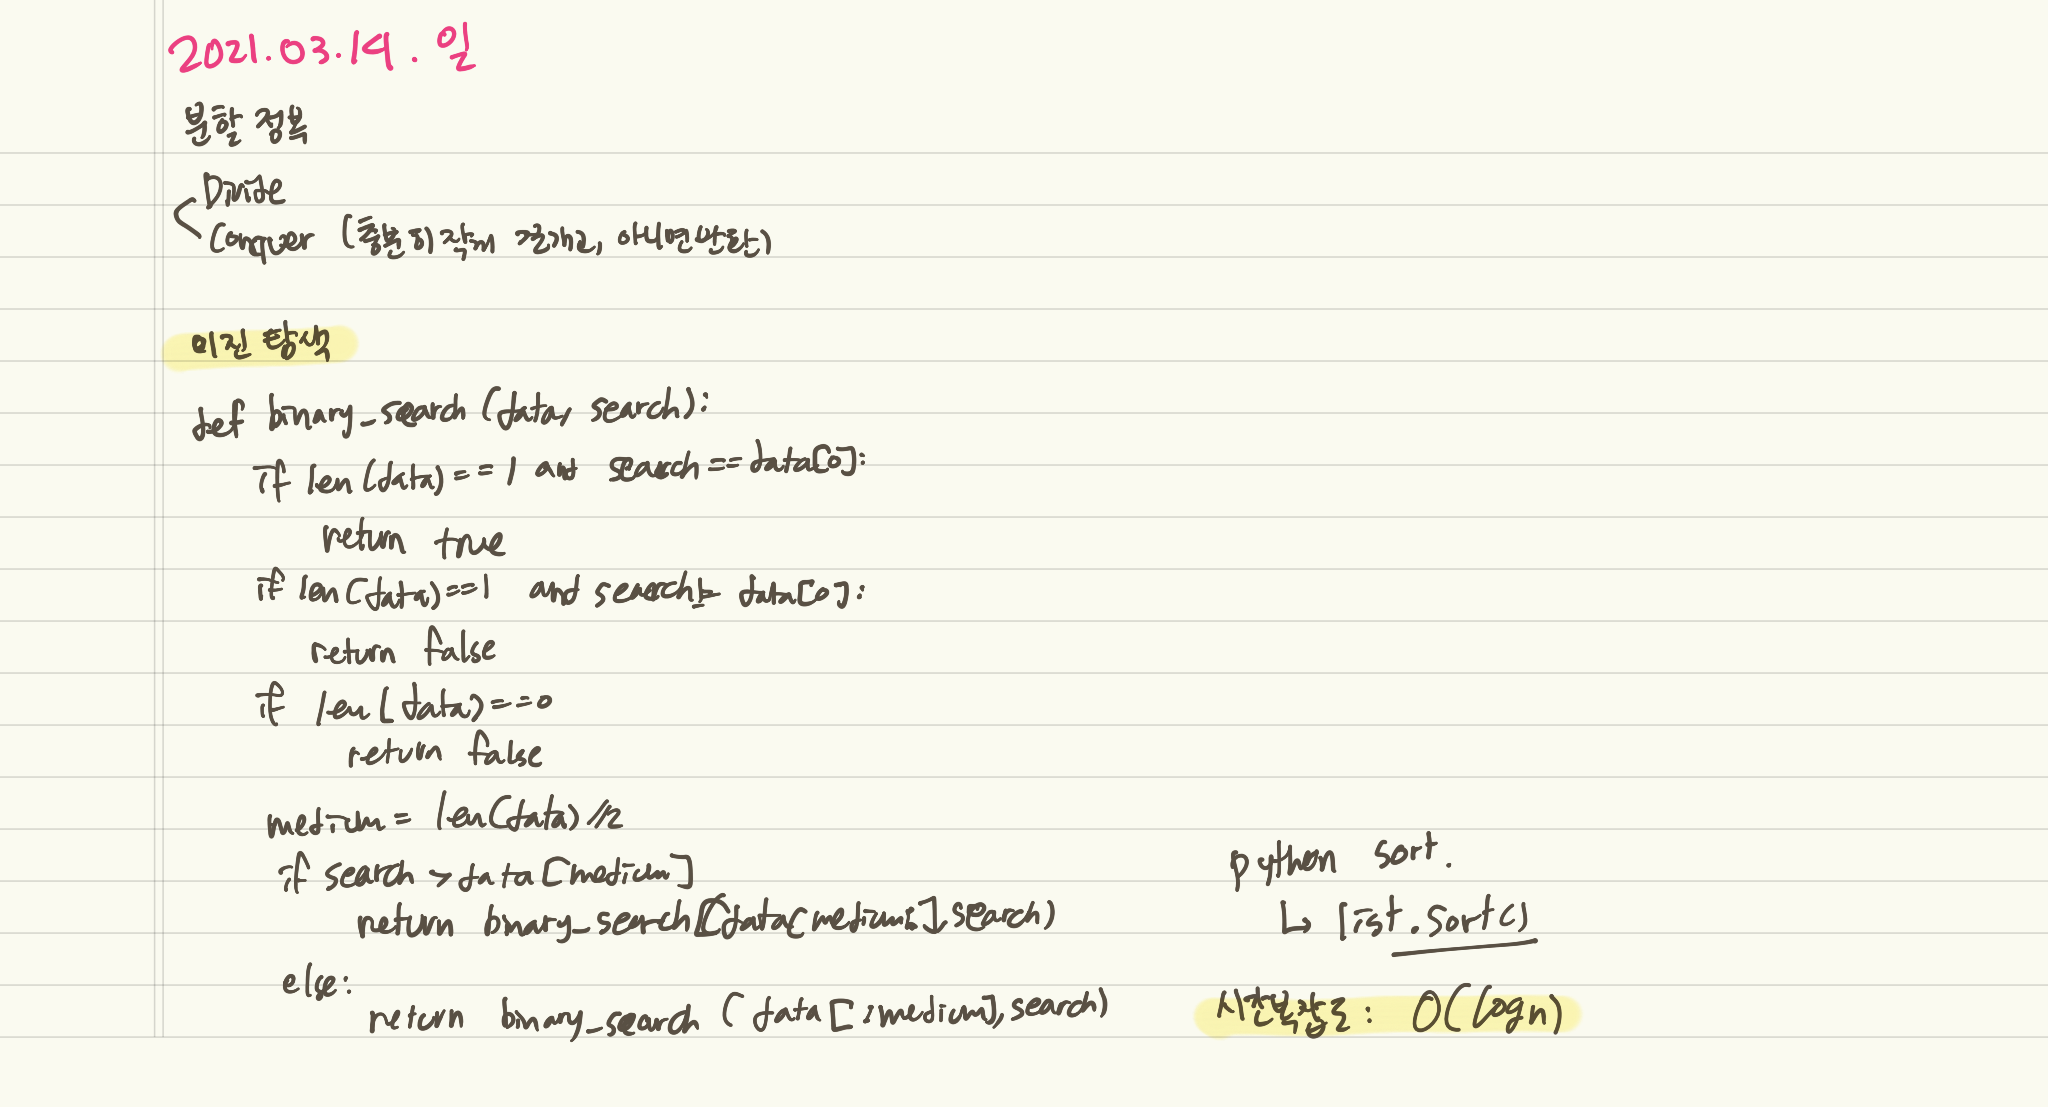 2021.03.14. 일
분할 정복
Divide
Conquer (충분히 작게 쪼개고, 아니면 반환)
이진 탐색
def binary_search (data, search):
if len(data)==1 and search==data[0]:
return true
if len(data)==1 and search!= data[0]:
return false
if len(data)==0
return false
medium = len(data)//2
if search > data[medium]
return binary_search(data[medium:], search)
else:
return binary_search (data[:medium], search)
python sort.
↳ list.sort()
시간복잡도: O(logn)